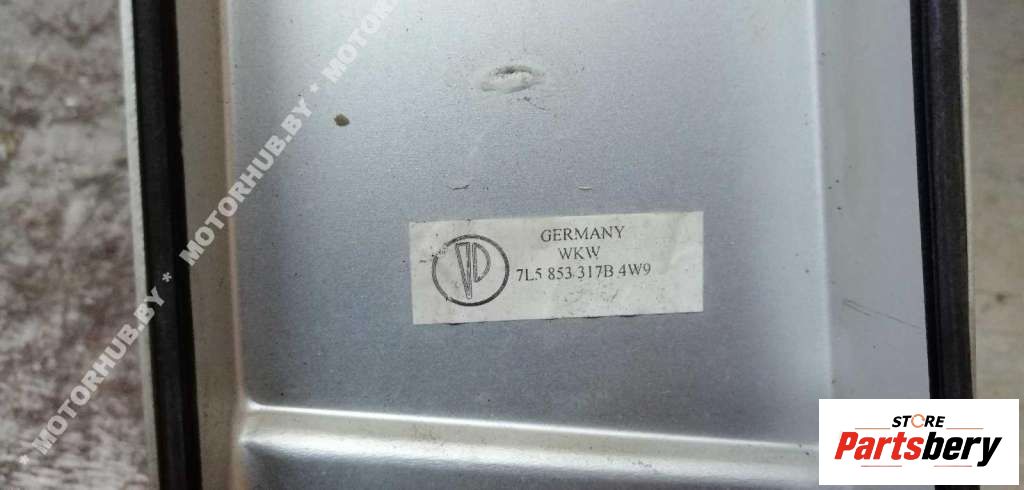 MOTORHUB.BY * MOTORHUB.BY * MOTORHUB.BY *
GERMANY
WKW
7L5 853 317B 4W9
STORE
Partsbery